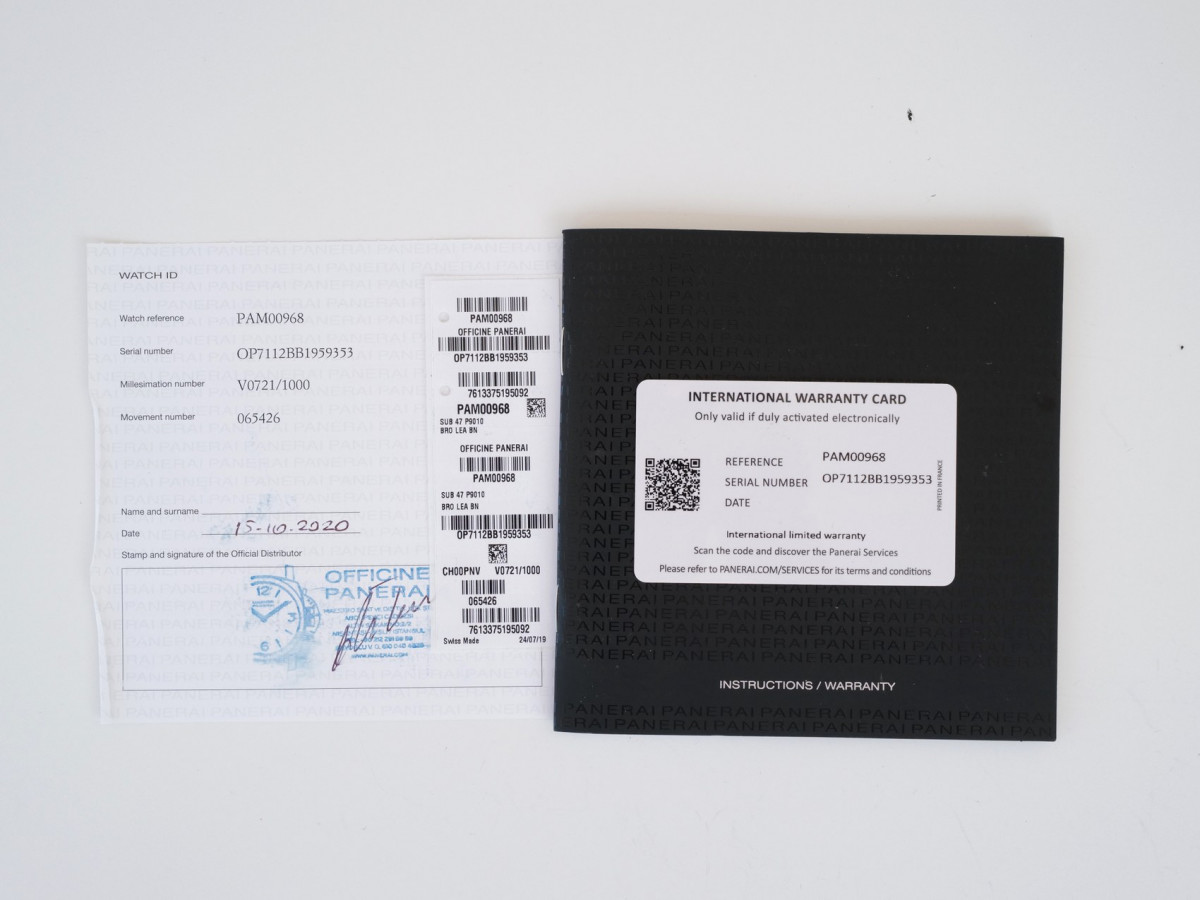 WATCH ID
Watch reference PAM00968
Serial number OP7112BB1959353
Millesimation number V0721/1000
Movement number 065426
Name and surname
Date 15-10-2020
Stamp and signature of the Official Distributor
OFFICINE
PANERAI
WWW.PANERAI.COM
PAM00968
OFFICINE PANERAI
OP7112BB1959353
7613375195092
PAM00968
SUB 47 P9010
BRO LEA BN
OFFICINE PANERAI
PAM00968
SUB 47 P9010
BRO LEA BN
OP7112BB1959353
CH00PNV V0721/1000
065426
7613375195092
Swiss Made 24/07/19
INTERNATIONAL WARRANTY CARD
Only valid if duly activated electronically
REFERENCE PAM00968
SERIAL NUMBER OP7112BB1959353
DATE
PRINTED IN FRANCE
International limited warranty
Scan the code and discover the Panerai Services
Please refer to PANERAI.COM/SERVICES for its terms and conditions
INSTRUCTIONS / WARRANTY
PANERAI PANERAI PANERAI PANERAI PANERAI